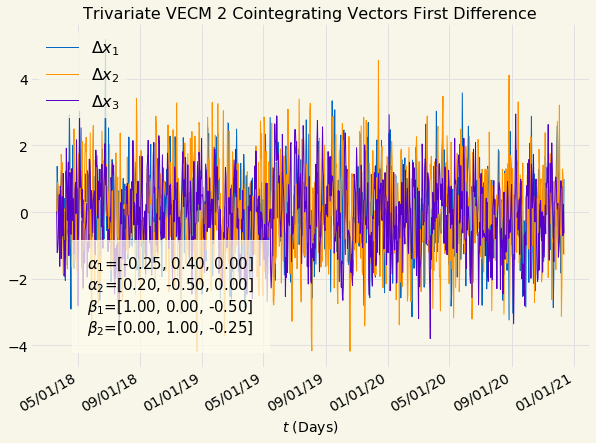 Trivariate VECM 2 Cointegrating Vectors First Difference
Δx₁
Δx₂
Δx₃
4
2
0
−2
−4
α₁=[-0.25, 0.40, 0.00]
α₂=[0.20, -0.50, 0.00]
β₁=[1.00, 0.00, -0.50]
β₂=[0.00, 1.00, -0.25]
05/01/18 09/01/18 01/01/19 05/01/19 09/01/19 01/01/20 05/01/20 09/01/20 01/01/21
t (Days)